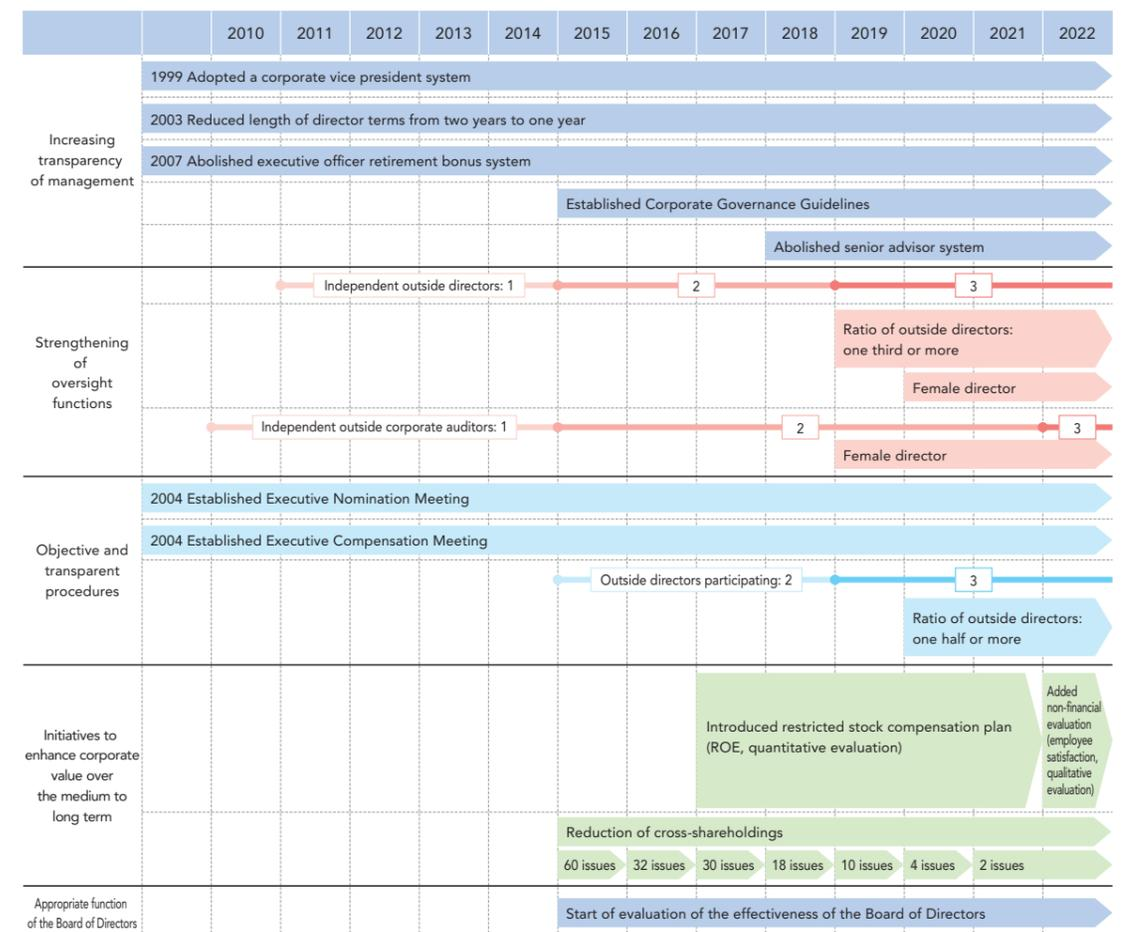 2010 2011 2012 2013 2014 2015 2016 2017 2018 2019 2020 2021 2022
Increasing
transparency
of management
1999 Adopted a corporate vice president system
2003 Reduced length of director terms from two years to one year
2007 Abolished executive officer retirement bonus system
Established Corporate Governance Guidelines
Abolished senior advisor system
Strengthening
of
oversight
functions
Independent outside directors: 1 2 3
Ratio of outside directors:
one third or more
Female director
Independent outside corporate auditors: 1 2 3
Female director
Objective and
transparent
procedures
2004 Established Executive Nomination Meeting
2004 Established Executive Compensation Meeting
Outside directors participating: 2 3
Ratio of outside directors:
one half or more
Initiatives to
enhance corporate
value over
the medium to
long term
Introduced restricted stock compensation plan
(ROE, quantitative evaluation)
Added
non-financial
evaluation
(employee
satisfaction,
qualitative
evaluation)
Reduction of cross-shareholdings
60 issues 32 issues 30 issues 18 issues 10 issues 4 issues 2 issues
Appropriate function
of the Board of Directors
Start of evaluation of the effectiveness of the Board of Directors